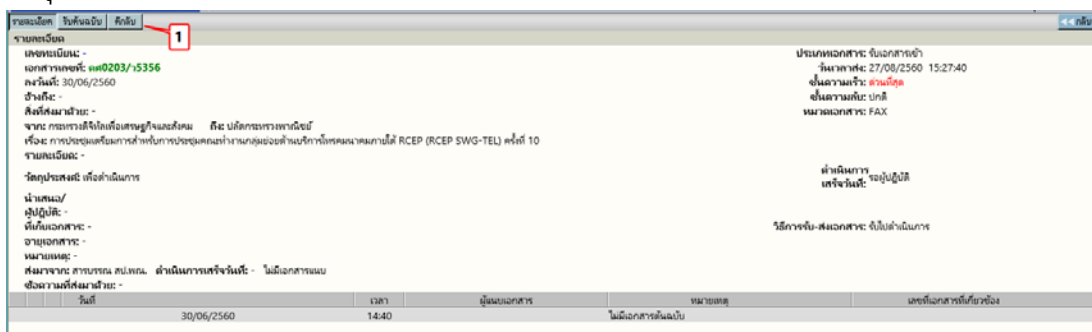 รายละเอียด รับต้นฉบับ ตีกลับ << กลับ
1
รายละเอียด
เลขทะเบียน: - ประเภทเอกสาร: รับเอกสารเข้า
เอกสารเลขที่: ดศ0203/ว5356 วันเวลาส่ง: 27/08/2560 15:27:40
ลงวันที่: 30/06/2560 ชั้นความเร็ว: ด่วนที่สุด
อ้างถึง: - ชั้นความลับ: ปกติ
สิ่งที่ส่งมาด้วย: - หมวดเอกสาร: FAX
จาก: กระทรวงดิจิทัลเพื่อเศรษฐกิจและสังคม ถึง: ปลัดกระทรวงพาณิชย์
เรื่อง: การประชุมเตรียมการสำหรับการประชุมคณะทำงานกลุ่มย่อยด้านบริการโทรคมนาคมภายใต้ RCEP (RCEP SWG-TEL) ครั้งที่ 10
รายละเอียด: -
วัตถุประสงค์: เพื่อดำเนินการ ดำเนินการเสร็จวันที่: รอผู้ปฏิบัติ
นำเสนอ/
ผู้ปฏิบัติ: -
ที่เก็บเอกสาร: - วิธีการรับ-ส่งเอกสาร: รับไปดำเนินการ
อายุเอกสาร: -
หมายเหตุ: -
ส่งมาจาก: สารบรรณ สป.พณ. ดำเนินการเสร็จวันที่: - ไม่มีเอกสารแนบ
ข้อความที่ส่งมาด้วย: -
วันที่ เวลา ผู้แนบเอกสาร หมายเหตุ เลขที่เอกสารที่เกี่ยวข้อง
30/06/2560 14:40 ไม่มีเอกสารต้นฉบับ